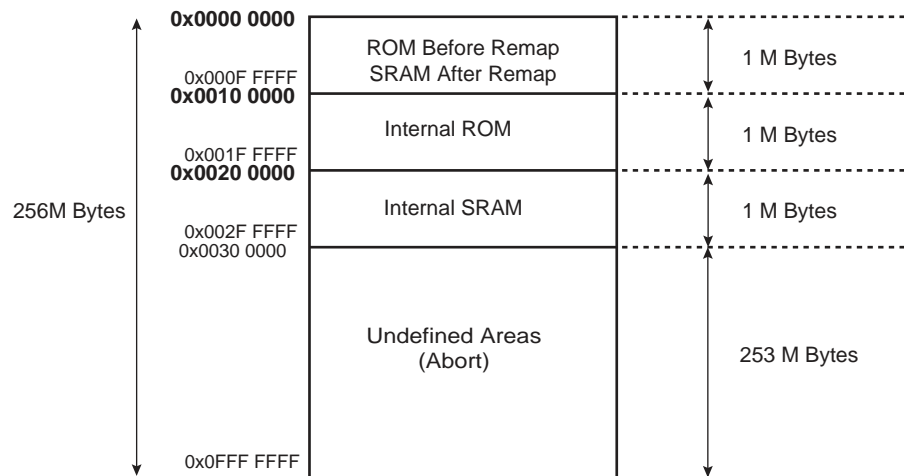 0x0000 0000
ROM Before Remap
SRAM After Remap
1 M Bytes
0x000F FFFF
0x0010 0000
Internal ROM
1 M Bytes
0x001F FFFF
0x0020 0000
256M Bytes
Internal SRAM
1 M Bytes
0x002F FFFF
0x0030 0000
Undefined Areas
(Abort)
253 M Bytes
0x0FFF FFFF